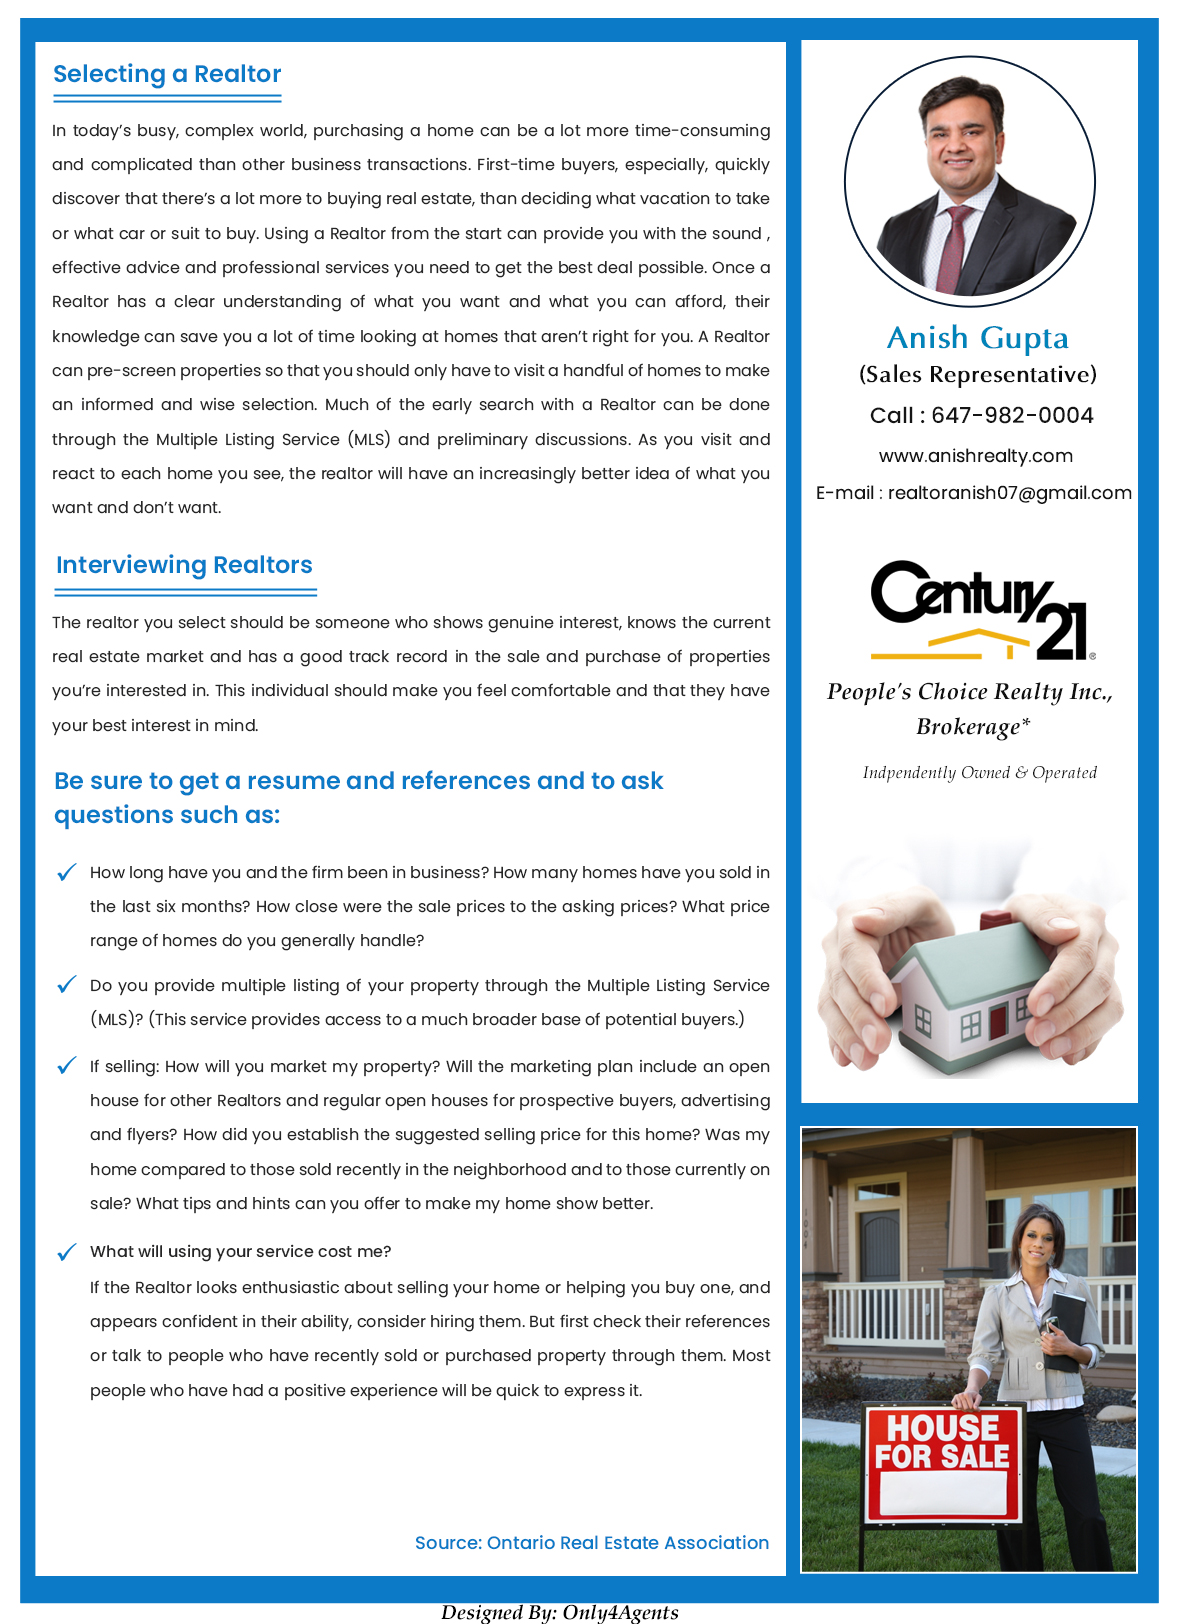 Selecting a Realtor
In today's busy, complex world, purchasing a home can be a lot more time-consuming
and complicated than other business transactions. First-time buyers, especially, quickly
discover that there's a lot more to buying real estate, than deciding what vacation to take
or what car or suit to buy. Using a Realtor from the start can provide you with the sound ,
effective advice and professional services you need to get the best deal possible. Once a
Realtor has a clear understanding of what you want and what you can afford, their
knowledge can save you a lot of time looking at homes that aren't right for you. A Realtor
can pre-screen properties so that you should only have to visit a handful of homes to make
an informed and wise selection. Much of the early search with a Realtor can be done
through the Multiple Listing Service (MLS) and preliminary discussions. As you visit and
react to each home you see, the realtor will have an increasingly better idea of what you
want and don't want.
Interviewing Realtors
The realtor you select should be someone who shows genuine interest, knows the current
real estate market and has a good track record in the sale and purchase of properties
you're interested in. This individual should make you feel comfortable and that they have
your best interest in mind.
Be sure to get a resume and references and to ask
questions such as:
✓ How long have you and the firm been in business? How many homes have you sold in
the last six months? How close were the sale prices to the asking prices? What price
range of homes do you generally handle?
✓ Do you provide multiple listing of your property through the Multiple Listing Service
(MLS)? (This service provides access to a much broader base of potential buyers.)
✓ If selling: How will you market my property? Will the marketing plan include an open
house for other Realtors and regular open houses for prospective buyers, advertising
and flyers? How did you establish the suggested selling price for this home? Was my
home compared to those sold recently in the neighborhood and to those currently on
sale? What tips and hints can you offer to make my home show better.
✓ What will using your service cost me?
If the Realtor looks enthusiastic about selling your home or helping you buy one, and
appears confident in their ability, consider hiring them. But first check their references
or talk to people who have recently sold or purchased property through them. Most
people who have had a positive experience will be quick to express it.
Source: Ontario Real Estate Association
Anish Gupta
(Sales Representative)
Call : 647-982-0004
www.anishrealty.com
E-mail : realtoranish07@gmail.com
Century 21®
People's Choice Realty Inc.,
Brokerage*
Indpendently Owned & Operated
1004
HOUSE
FOR SALE
Designed By: Only4Agents